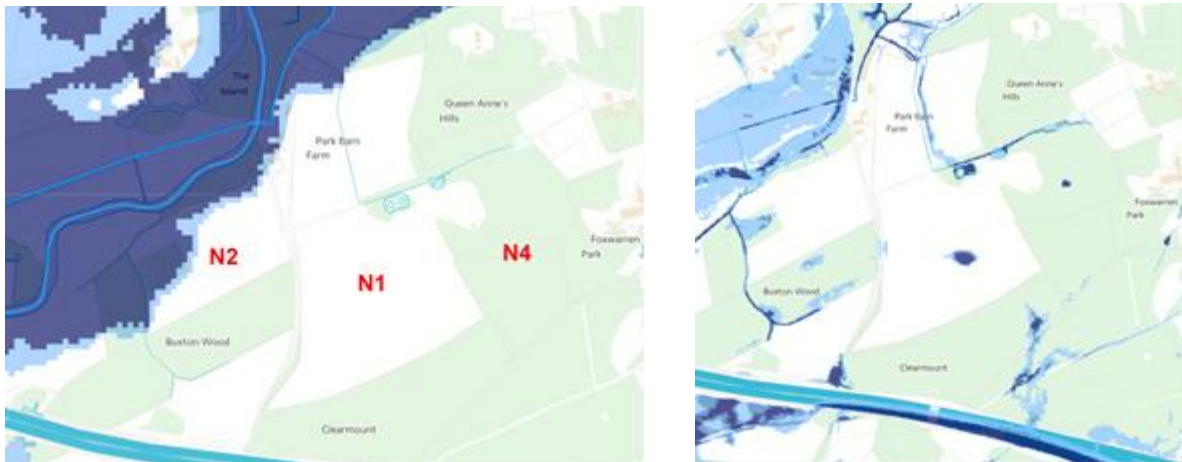 The
Island
Queen Anne's
Hills
Park Barn
Farm
N2
N1
N4
Foxwarren
Park
Buxton Wood
Clearmount
Queen Anne's
Hills
Park Barn
Farm
Foxwarren
Park
Buxton Wood
Clearmount